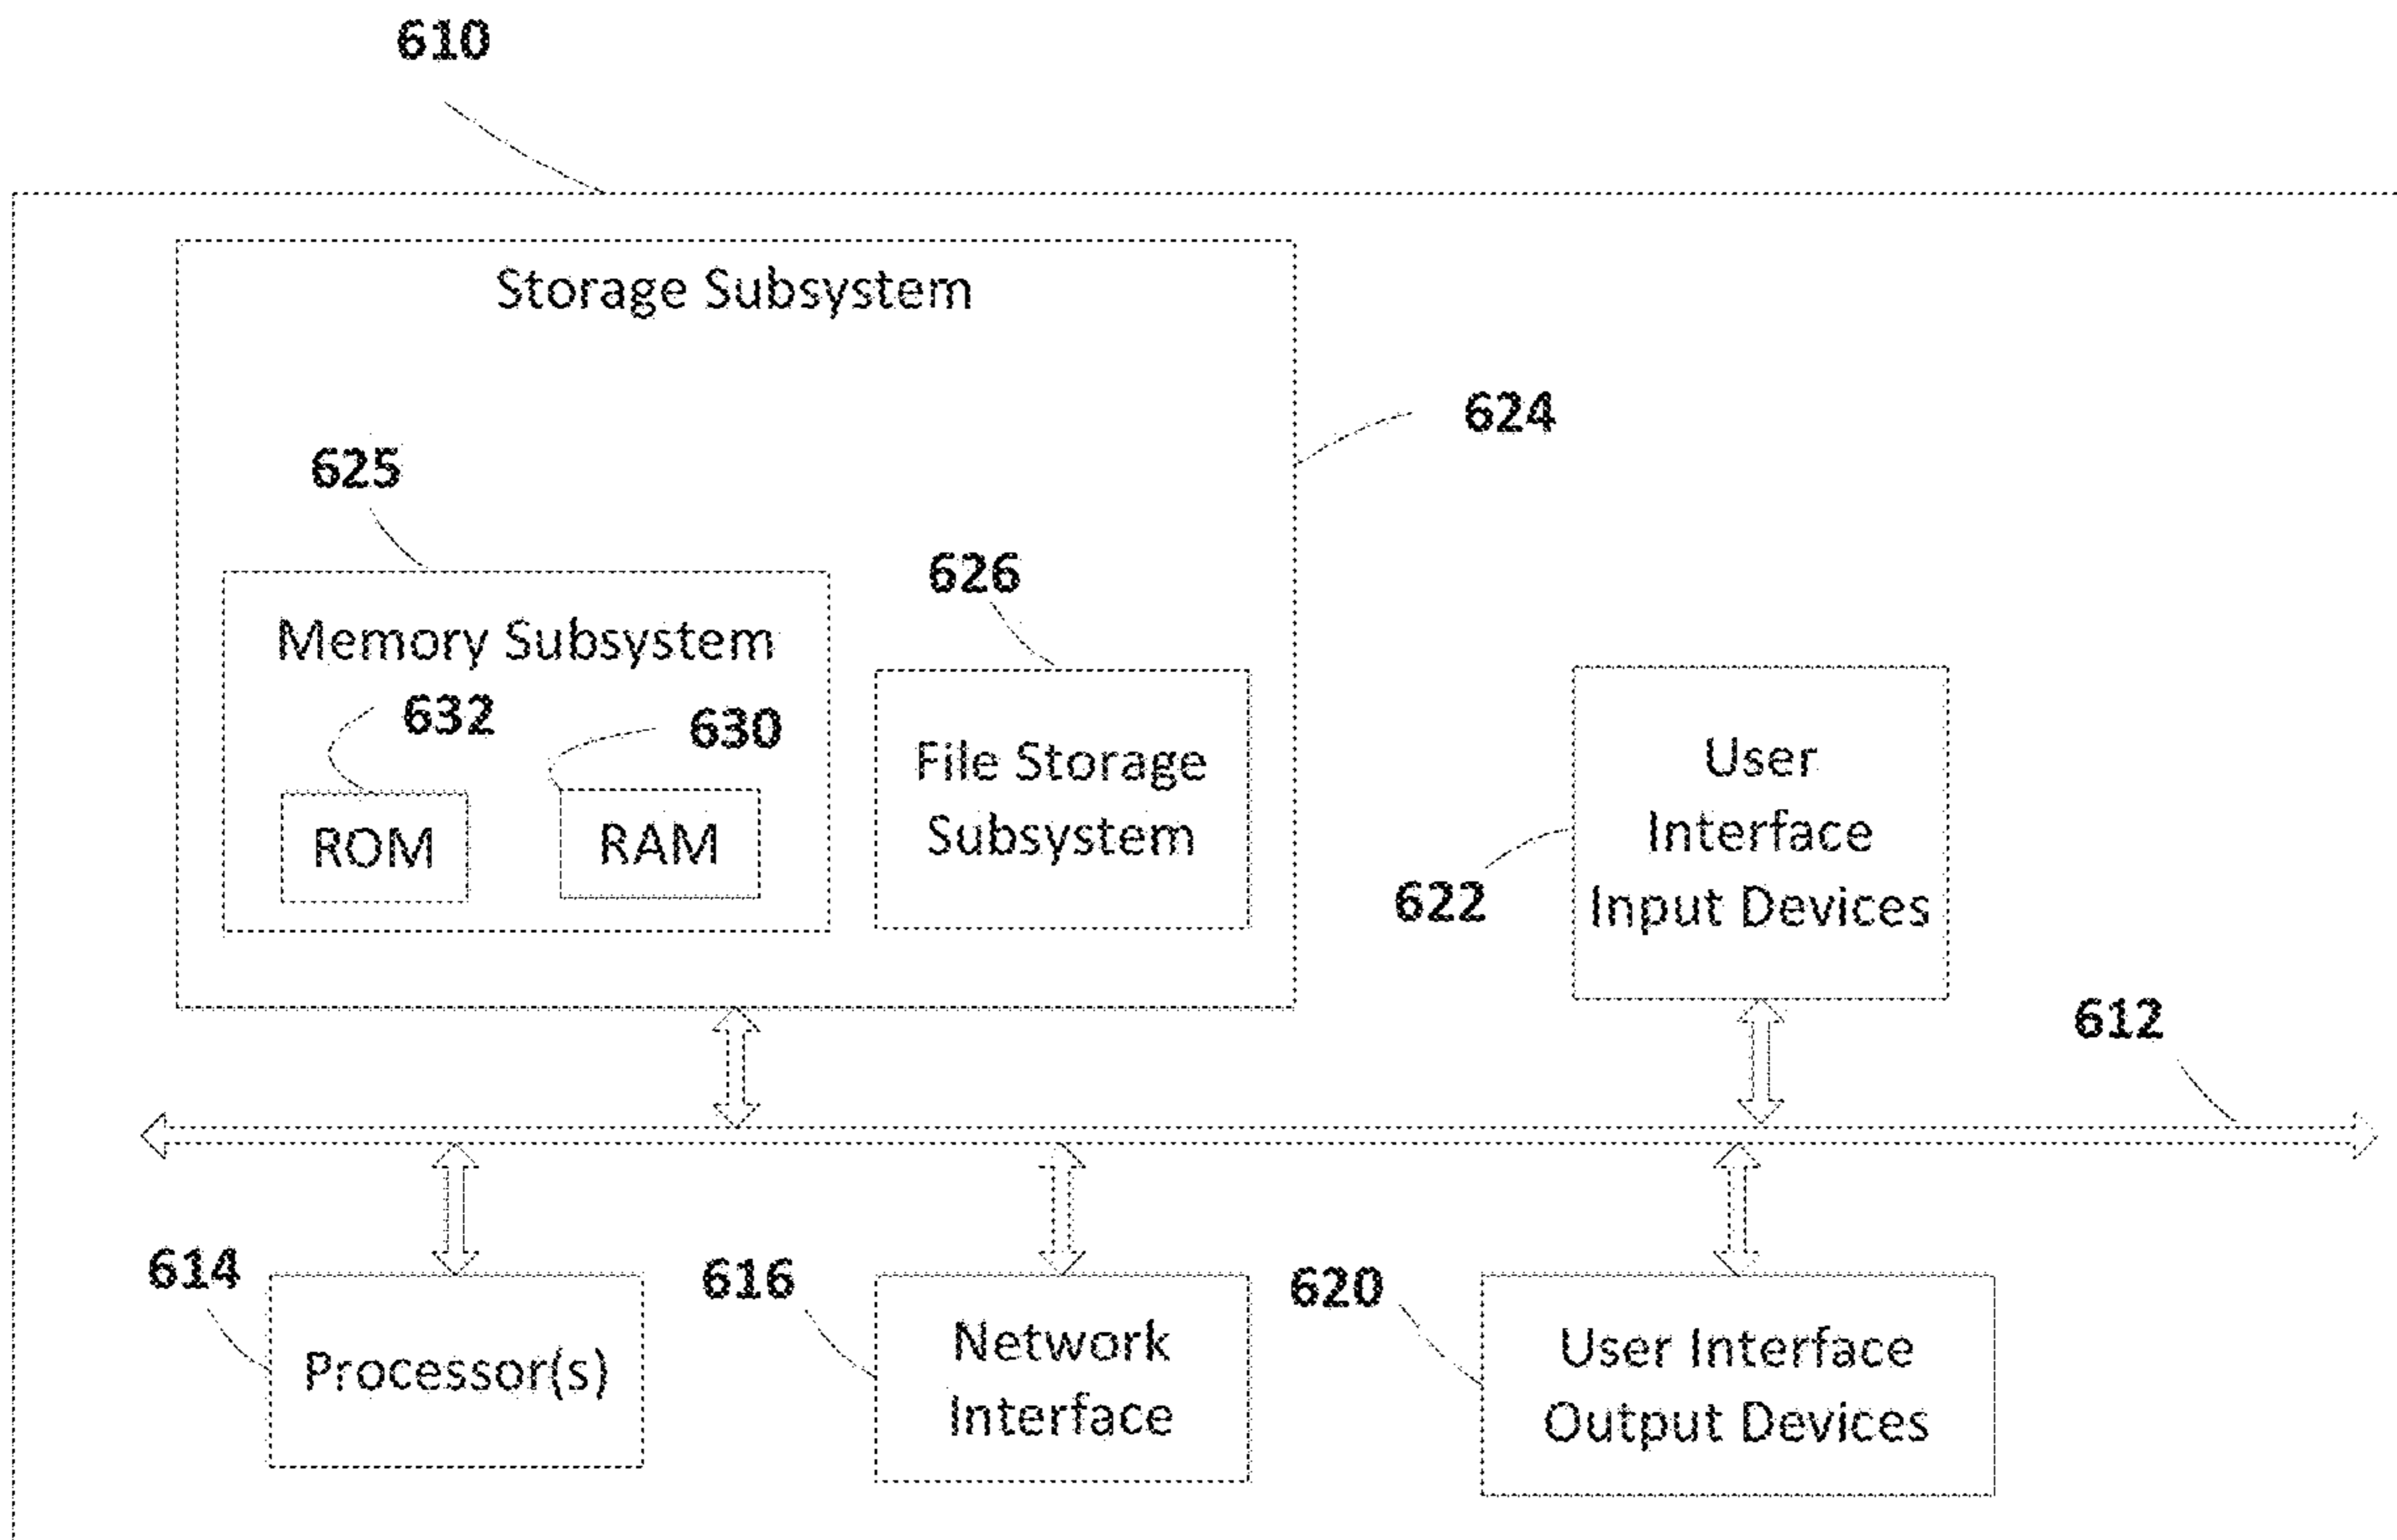 610
Storage Subsystem
624
625
626
Memory Subsystem
632
630
File Storage
Subsystem
ROM
RAM
User
Interface
Input Devices
622
612
614
616
620
Processor(s)
Network
Interface
User Interface
Output Devices